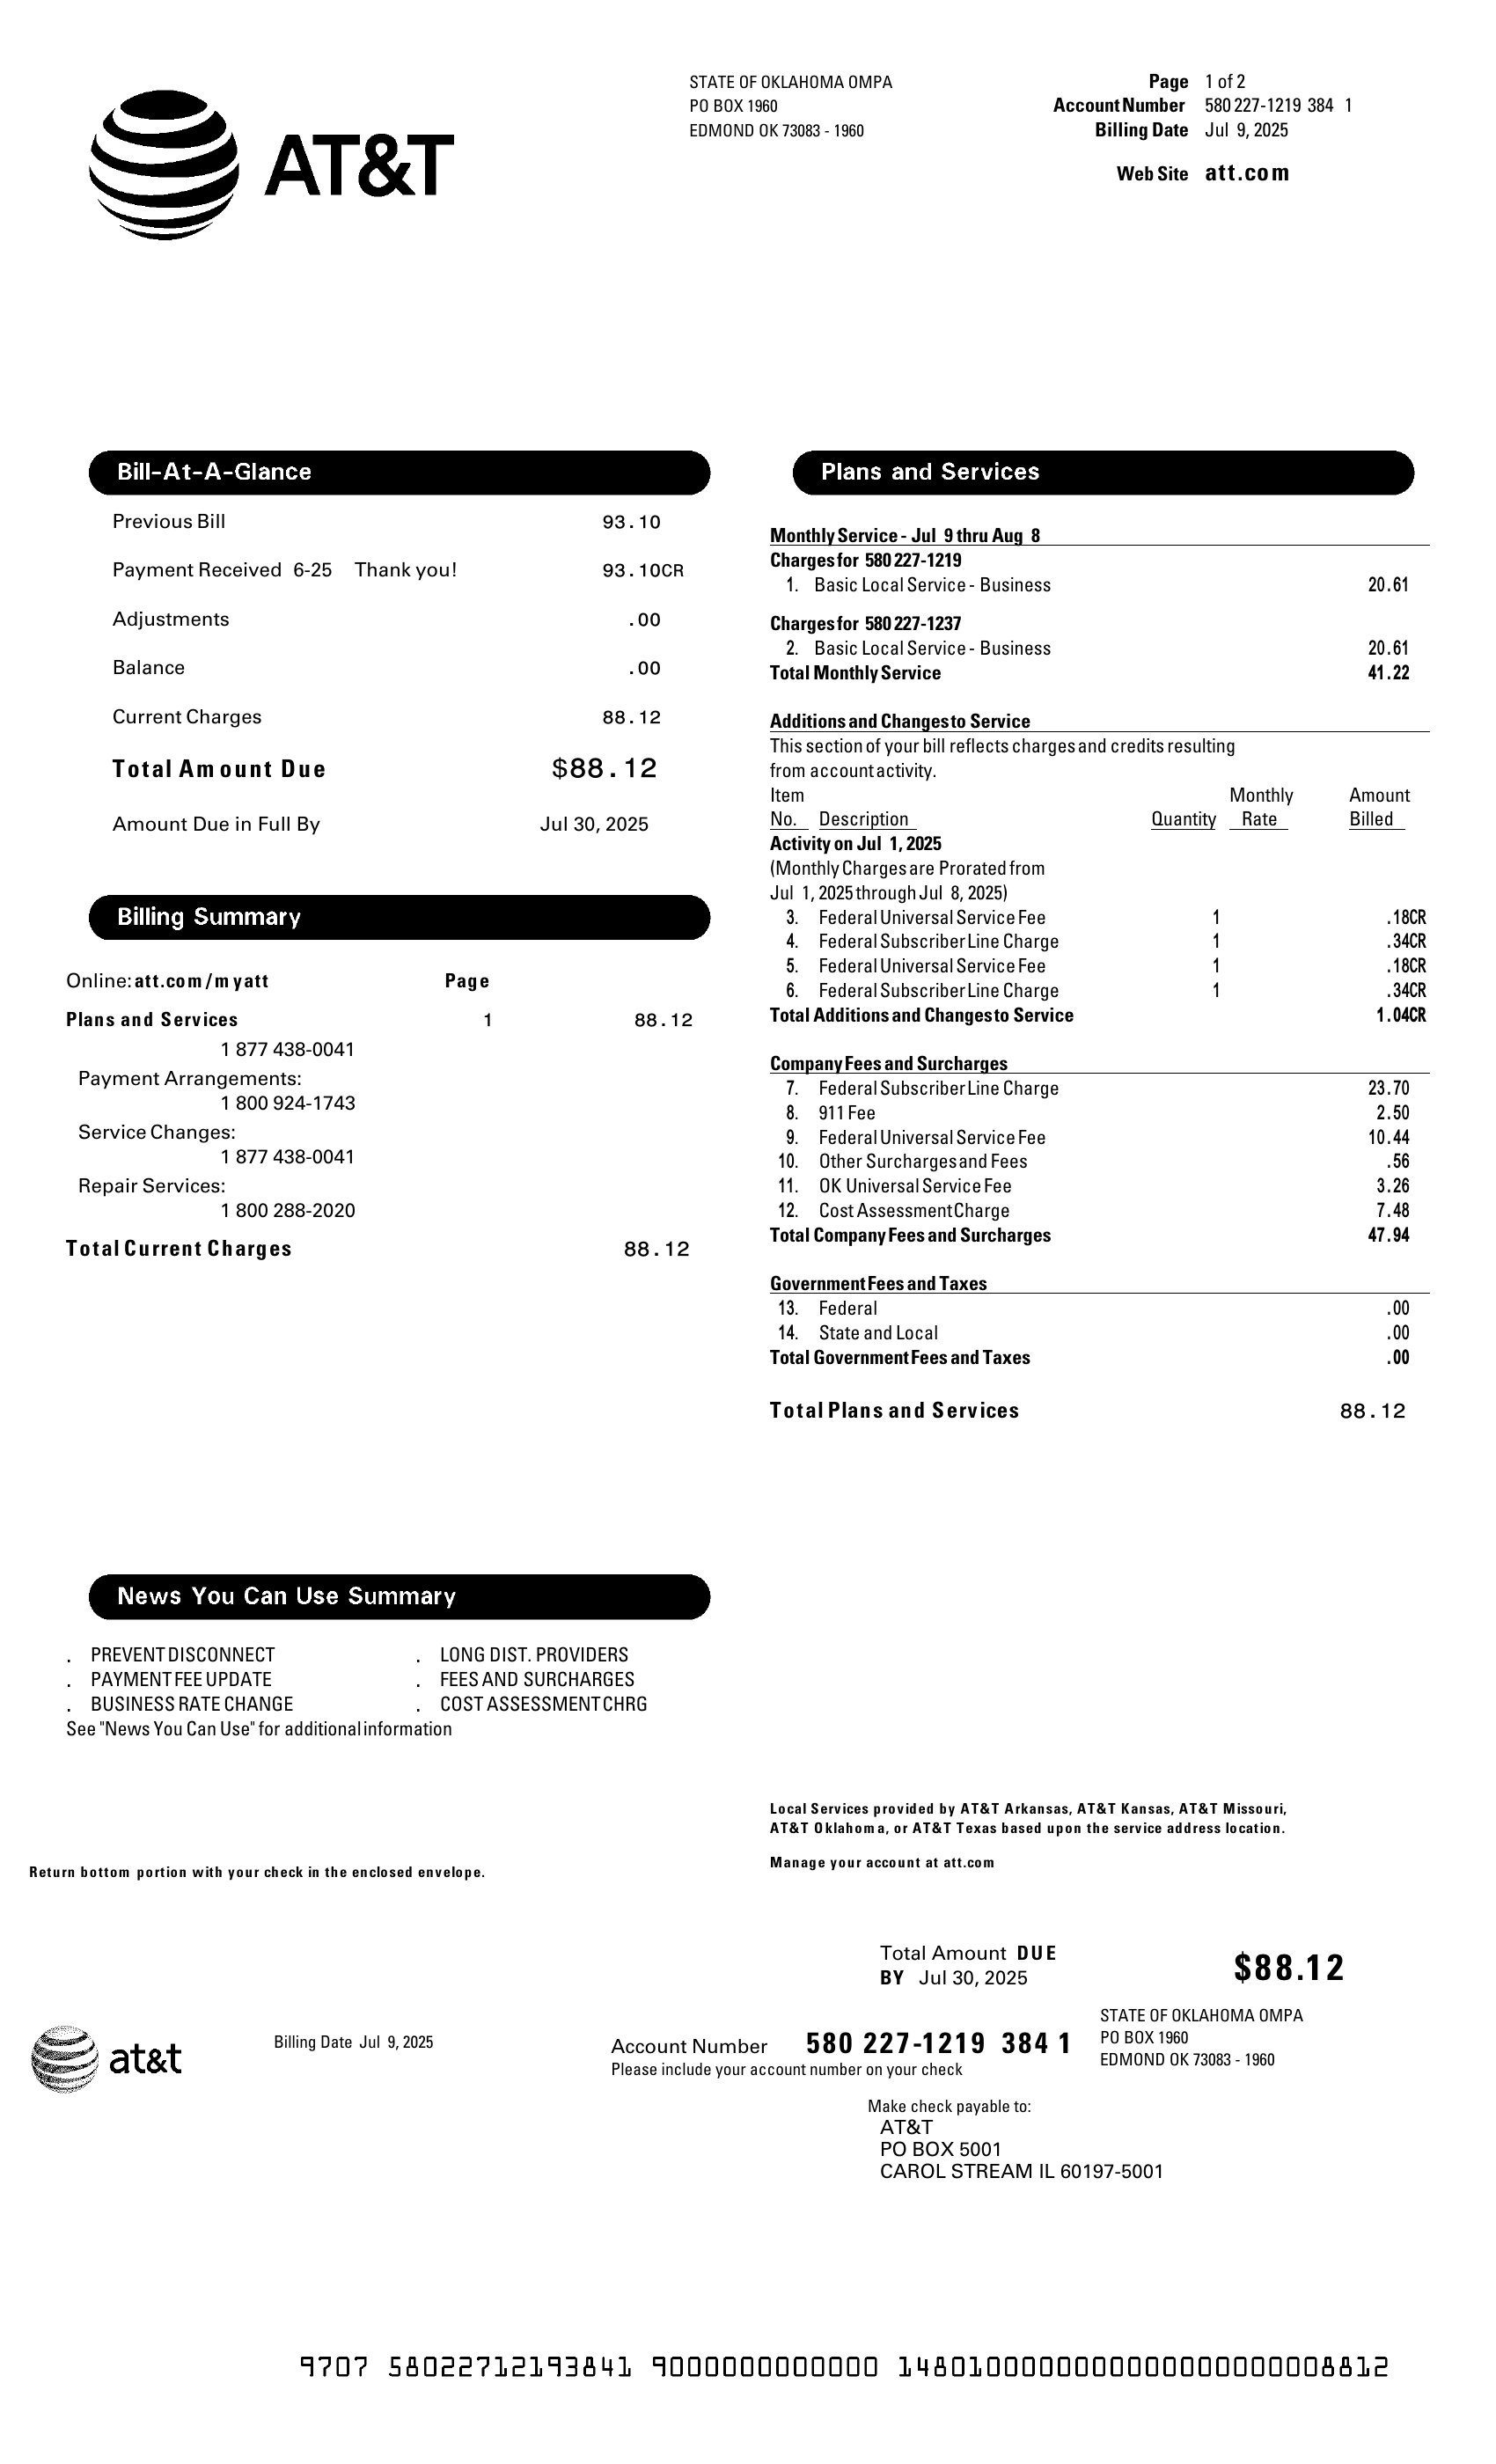 AT&T
STATE OF OKLAHOMA OMPA
PO BOX 1960
EDMOND OK 73083 - 1960
Page 1 of 2
Account Number 580 227-1219 384 1
Billing Date Jul 9, 2025
Web Site att.com
Bill-At-A-Glance
Previous Bill 93.10
Payment Received 6-25 Thank you! 93.10CR
Adjustments .00
Balance .00
Current Charges 88.12
Total Amount Due $88.12
Amount Due in Full By Jul 30, 2025
Billing Summary
Online: att.com/myatt Page
Plans and Services 1 88.12
1 877 438-0041
Payment Arrangements:
1 800 924-1743
Service Changes:
1 877 438-0041
Repair Services:
1 800 288-2020
Total Current Charges 88.12
Plans and Services
Monthly Service - Jul 9 thru Aug 8
Charges for 580 227-1219
1. Basic Local Service - Business 20.61
Charges for 580 227-1237
2. Basic Local Service - Business 20.61
Total Monthly Service 41.22
Additions and Changes to Service
This section of your bill reflects charges and credits resulting
from account activity.
Item Monthly Amount
No. Description Quantity Rate Billed
Activity on Jul 1, 2025
(Monthly Charges are Prorated from
Jul 1, 2025 through Jul 8, 2025)
3. Federal Universal Service Fee 1 .18CR
4. Federal Subscriber Line Charge 1 .34CR
5. Federal Universal Service Fee 1 .18CR
6. Federal Subscriber Line Charge 1 .34CR
Total Additions and Changes to Service 1.04CR
Company Fees and Surcharges
7. Federal Subscriber Line Charge 23.70
8. 911 Fee 2.50
9. Federal Universal Service Fee 10.44
10. Other Surcharges and Fees .56
11. OK Universal Service Fee 3.26
12. Cost Assessment Charge 7.48
Total Company Fees and Surcharges 47.94
Government Fees and Taxes
13. Federal .00
14. State and Local .00
Total Government Fees and Taxes .00
Total Plans and Services 88.12
News You Can Use Summary
. PREVENT DISCONNECT . LONG DIST. PROVIDERS
. PAYMENT FEE UPDATE . FEES AND SURCHARGES
. BUSINESS RATE CHANGE . COST ASSESSMENT CHRG
See "News You Can Use" for additional information
Local Services provided by AT&T Arkansas, AT&T Kansas, AT&T Missouri,
AT&T Oklahoma, or AT&T Texas based upon the service address location.
Manage your account at att.com
Return bottom portion with your check in the enclosed envelope.
Total Amount DUE
BY Jul 30, 2025
$88.12
at&t
Billing Date Jul 9, 2025
Account Number 580 227-1219 384 1
Please include your account number on your check
STATE OF OKLAHOMA OMPA
PO BOX 1960
EDMOND OK 73083 - 1960
Make check payable to:
AT&T
PO BOX 5001
CAROL STREAM IL 60197-5001
9707 58022712193841 9000000000000 14801000000000000000000008812